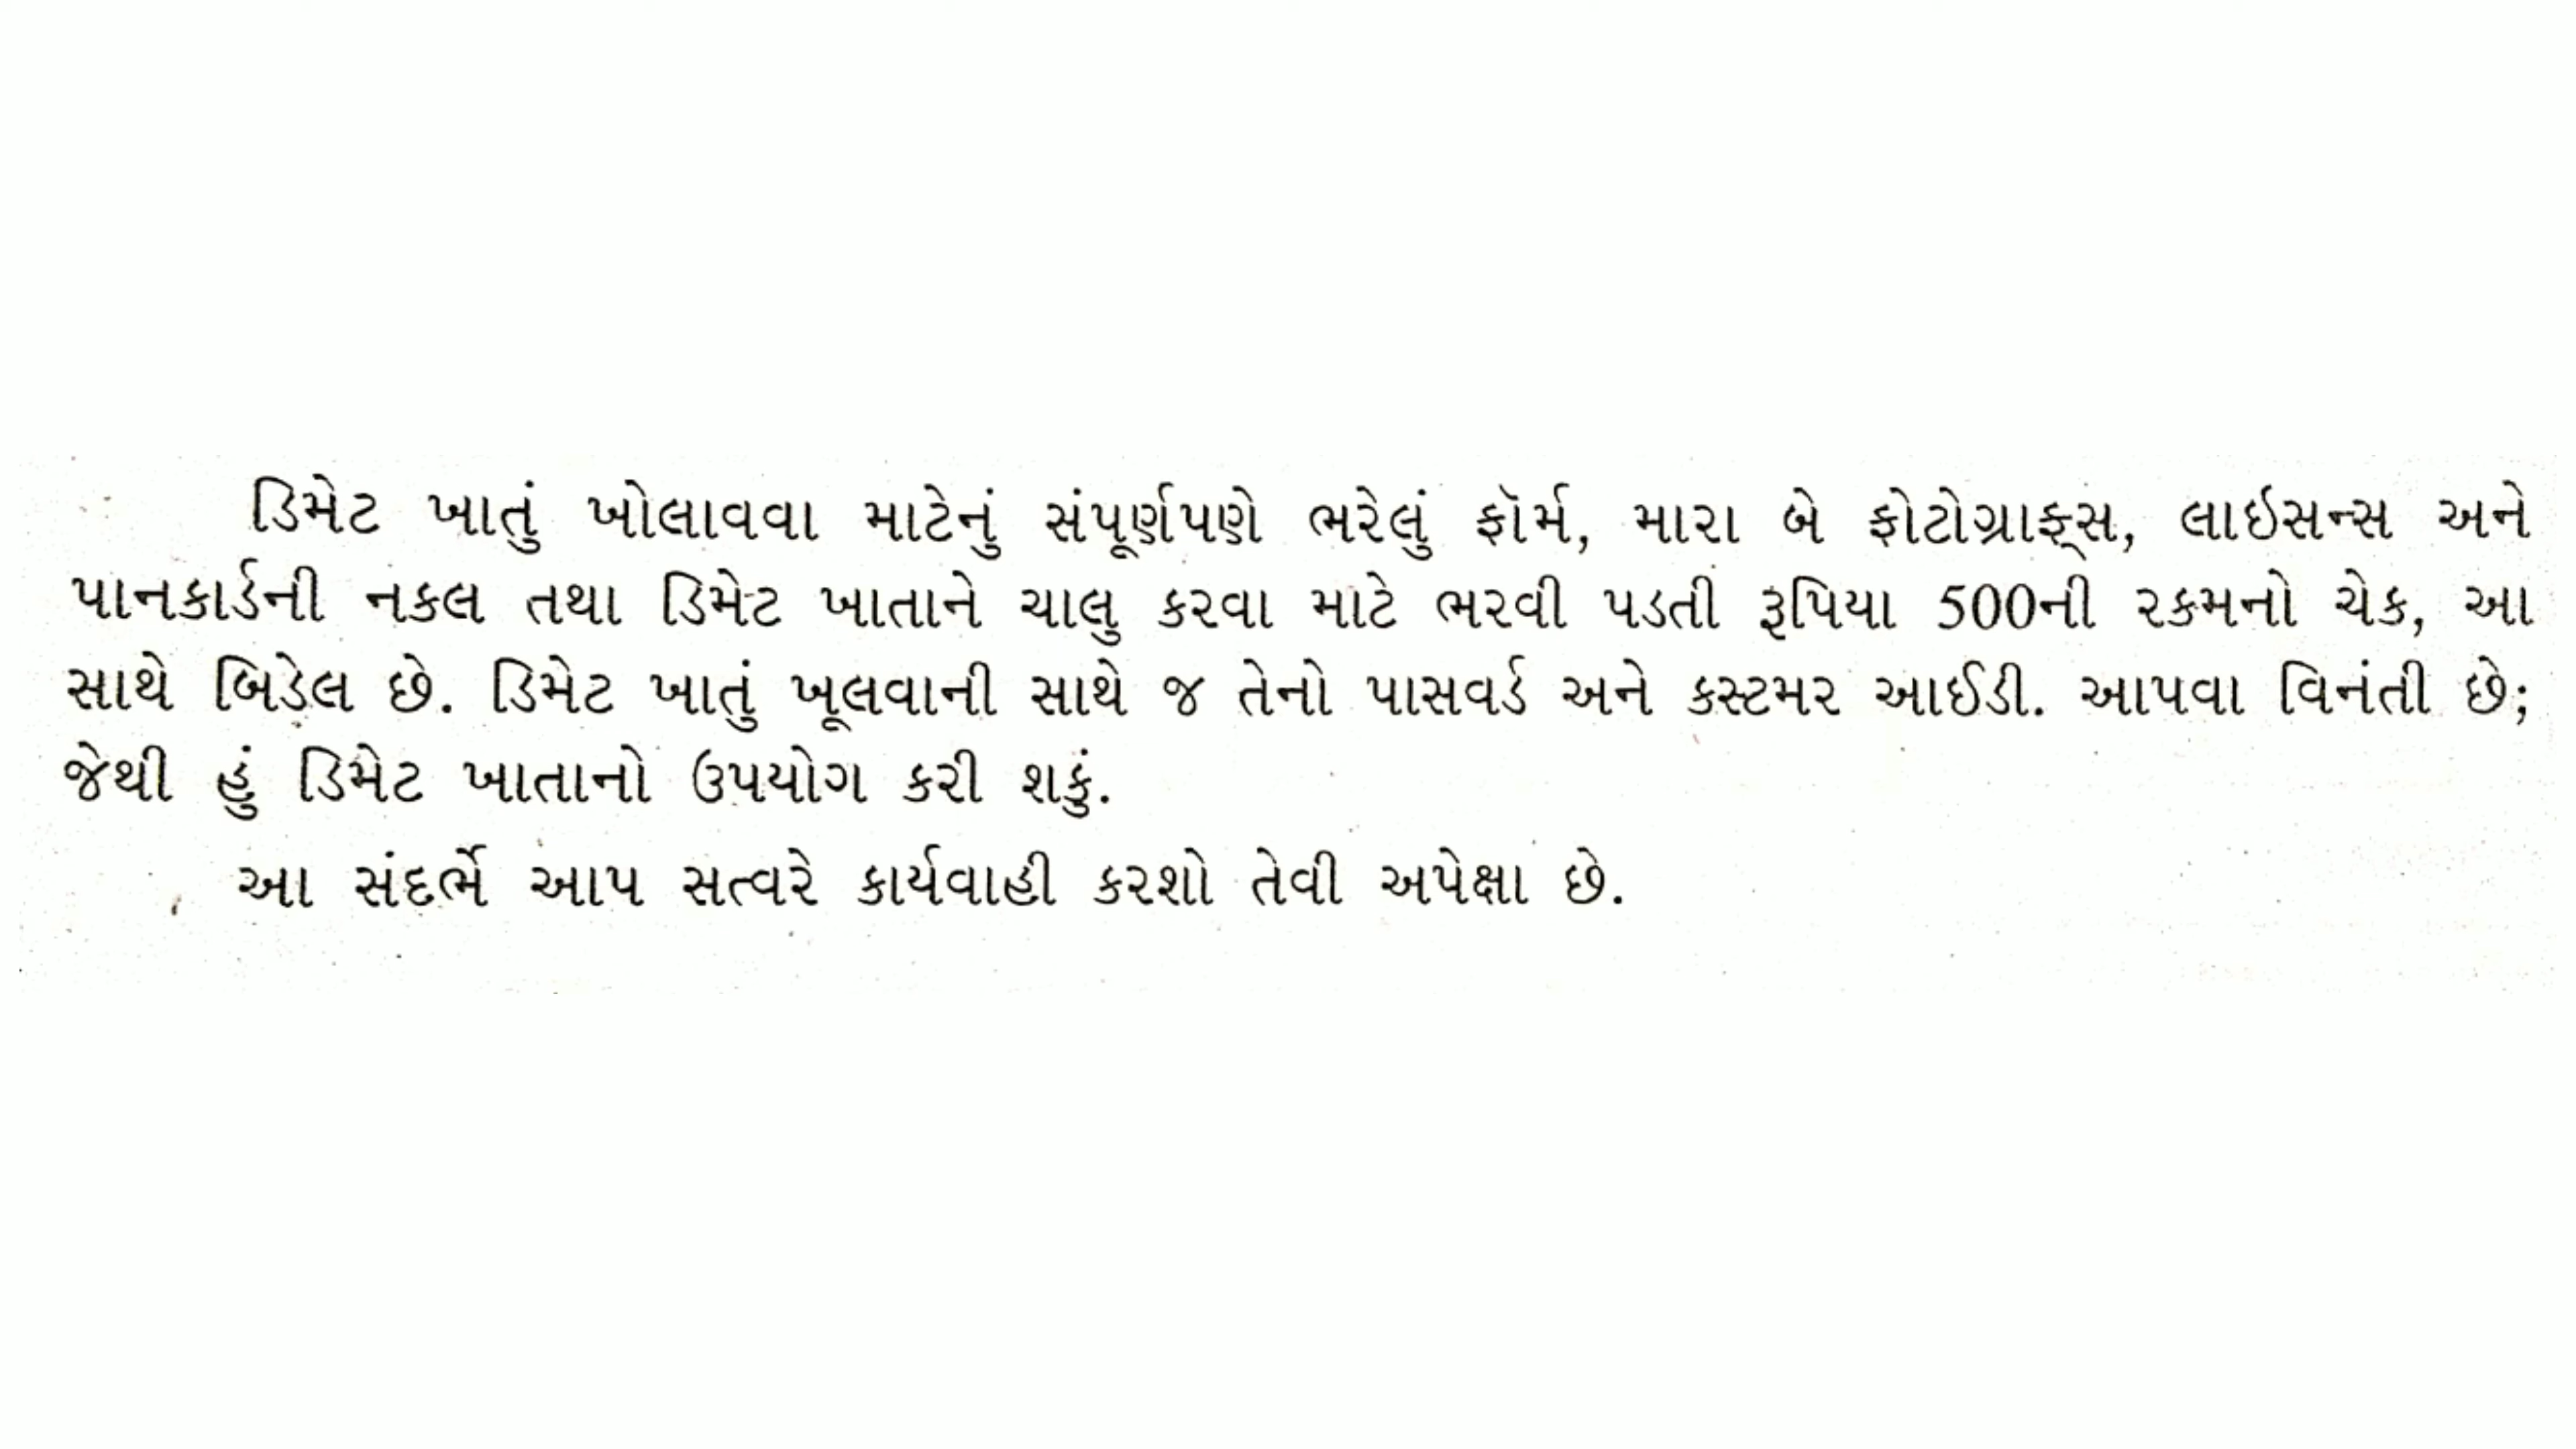 ડિમેટ ખાતું ખોલાવવા માટેનું સંપૂર્ણપણે ભરેલું ફૉર્મ, મારા બે ફોટોગ્રાફ્સ, લાઇસન્સ અને
પાનકાર્ડની નકલ તથા ડિમેટ ખાતાને ચાલુ કરવા માટે ભરવી પડતી રૂપિયા 500ની રકમનો ચેક, આ
સાથે બિડેલ છે. ડિમેટ ખાતું ખૂલવાની સાથે જ તેનો પાસવર્ડ અને કસ્ટમર આઈડી. આપવા વિનંતી છે;
જેથી હું ડિમેટ ખાતાનો ઉપયોગ કરી શકું.
આ સંદર્ભે આપ સત્વરે કાર્યવાહી કરશો તેવી અપેક્ષા છે.